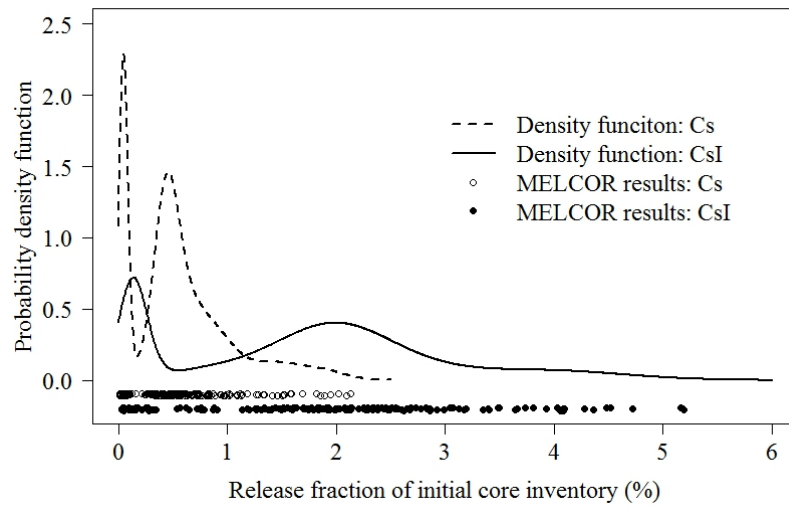 2.5
2.0
1.5
1.0
0.5
0.0
Probability density function
Density funciton: Cs
Density function: CsI
MELCOR results: Cs
MELCOR results: CsI
0 1 2 3 4 5 6
Release fraction of initial core inventory (%)